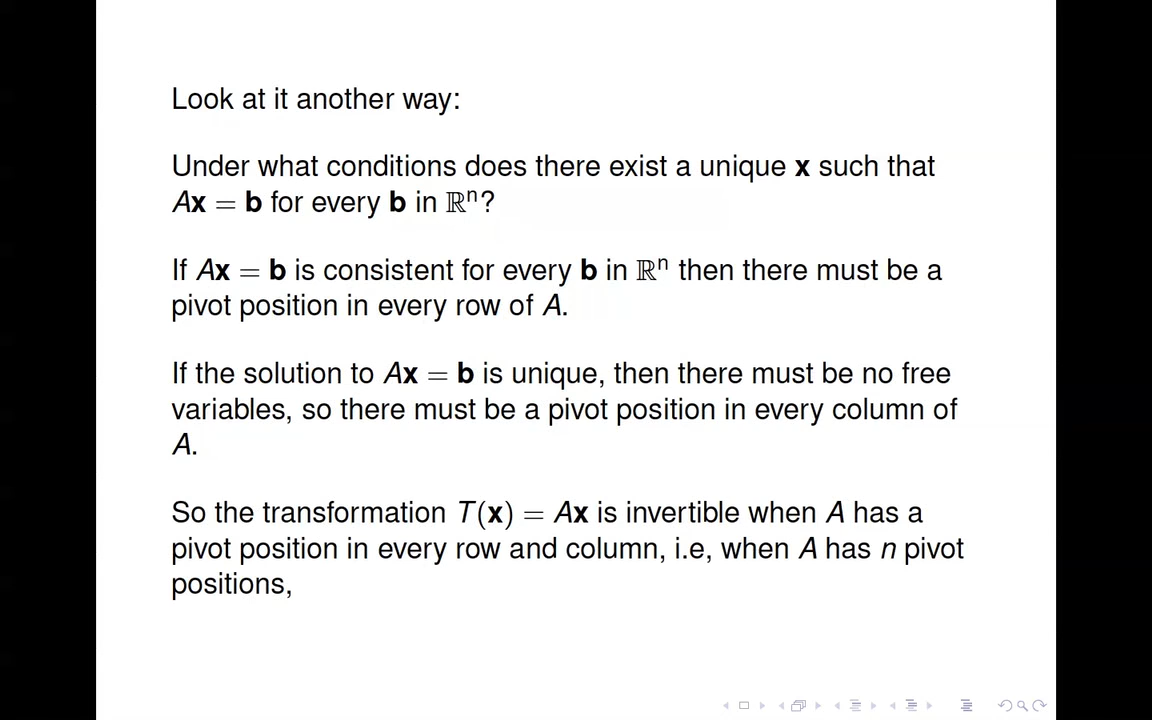 Look at it another way:
Under what conditions does there exist a unique x such that
Ax = b for every b in ℝⁿ?
If Ax = b is consistent for every b in ℝⁿ then there must be a
pivot position in every row of A.
If the solution to Ax = b is unique, then there must be no free
variables, so there must be a pivot position in every column of
A.
So the transformation T(x) = Ax is invertible when A has a
pivot position in every row and column, i.e, when A has n pivot
positions,